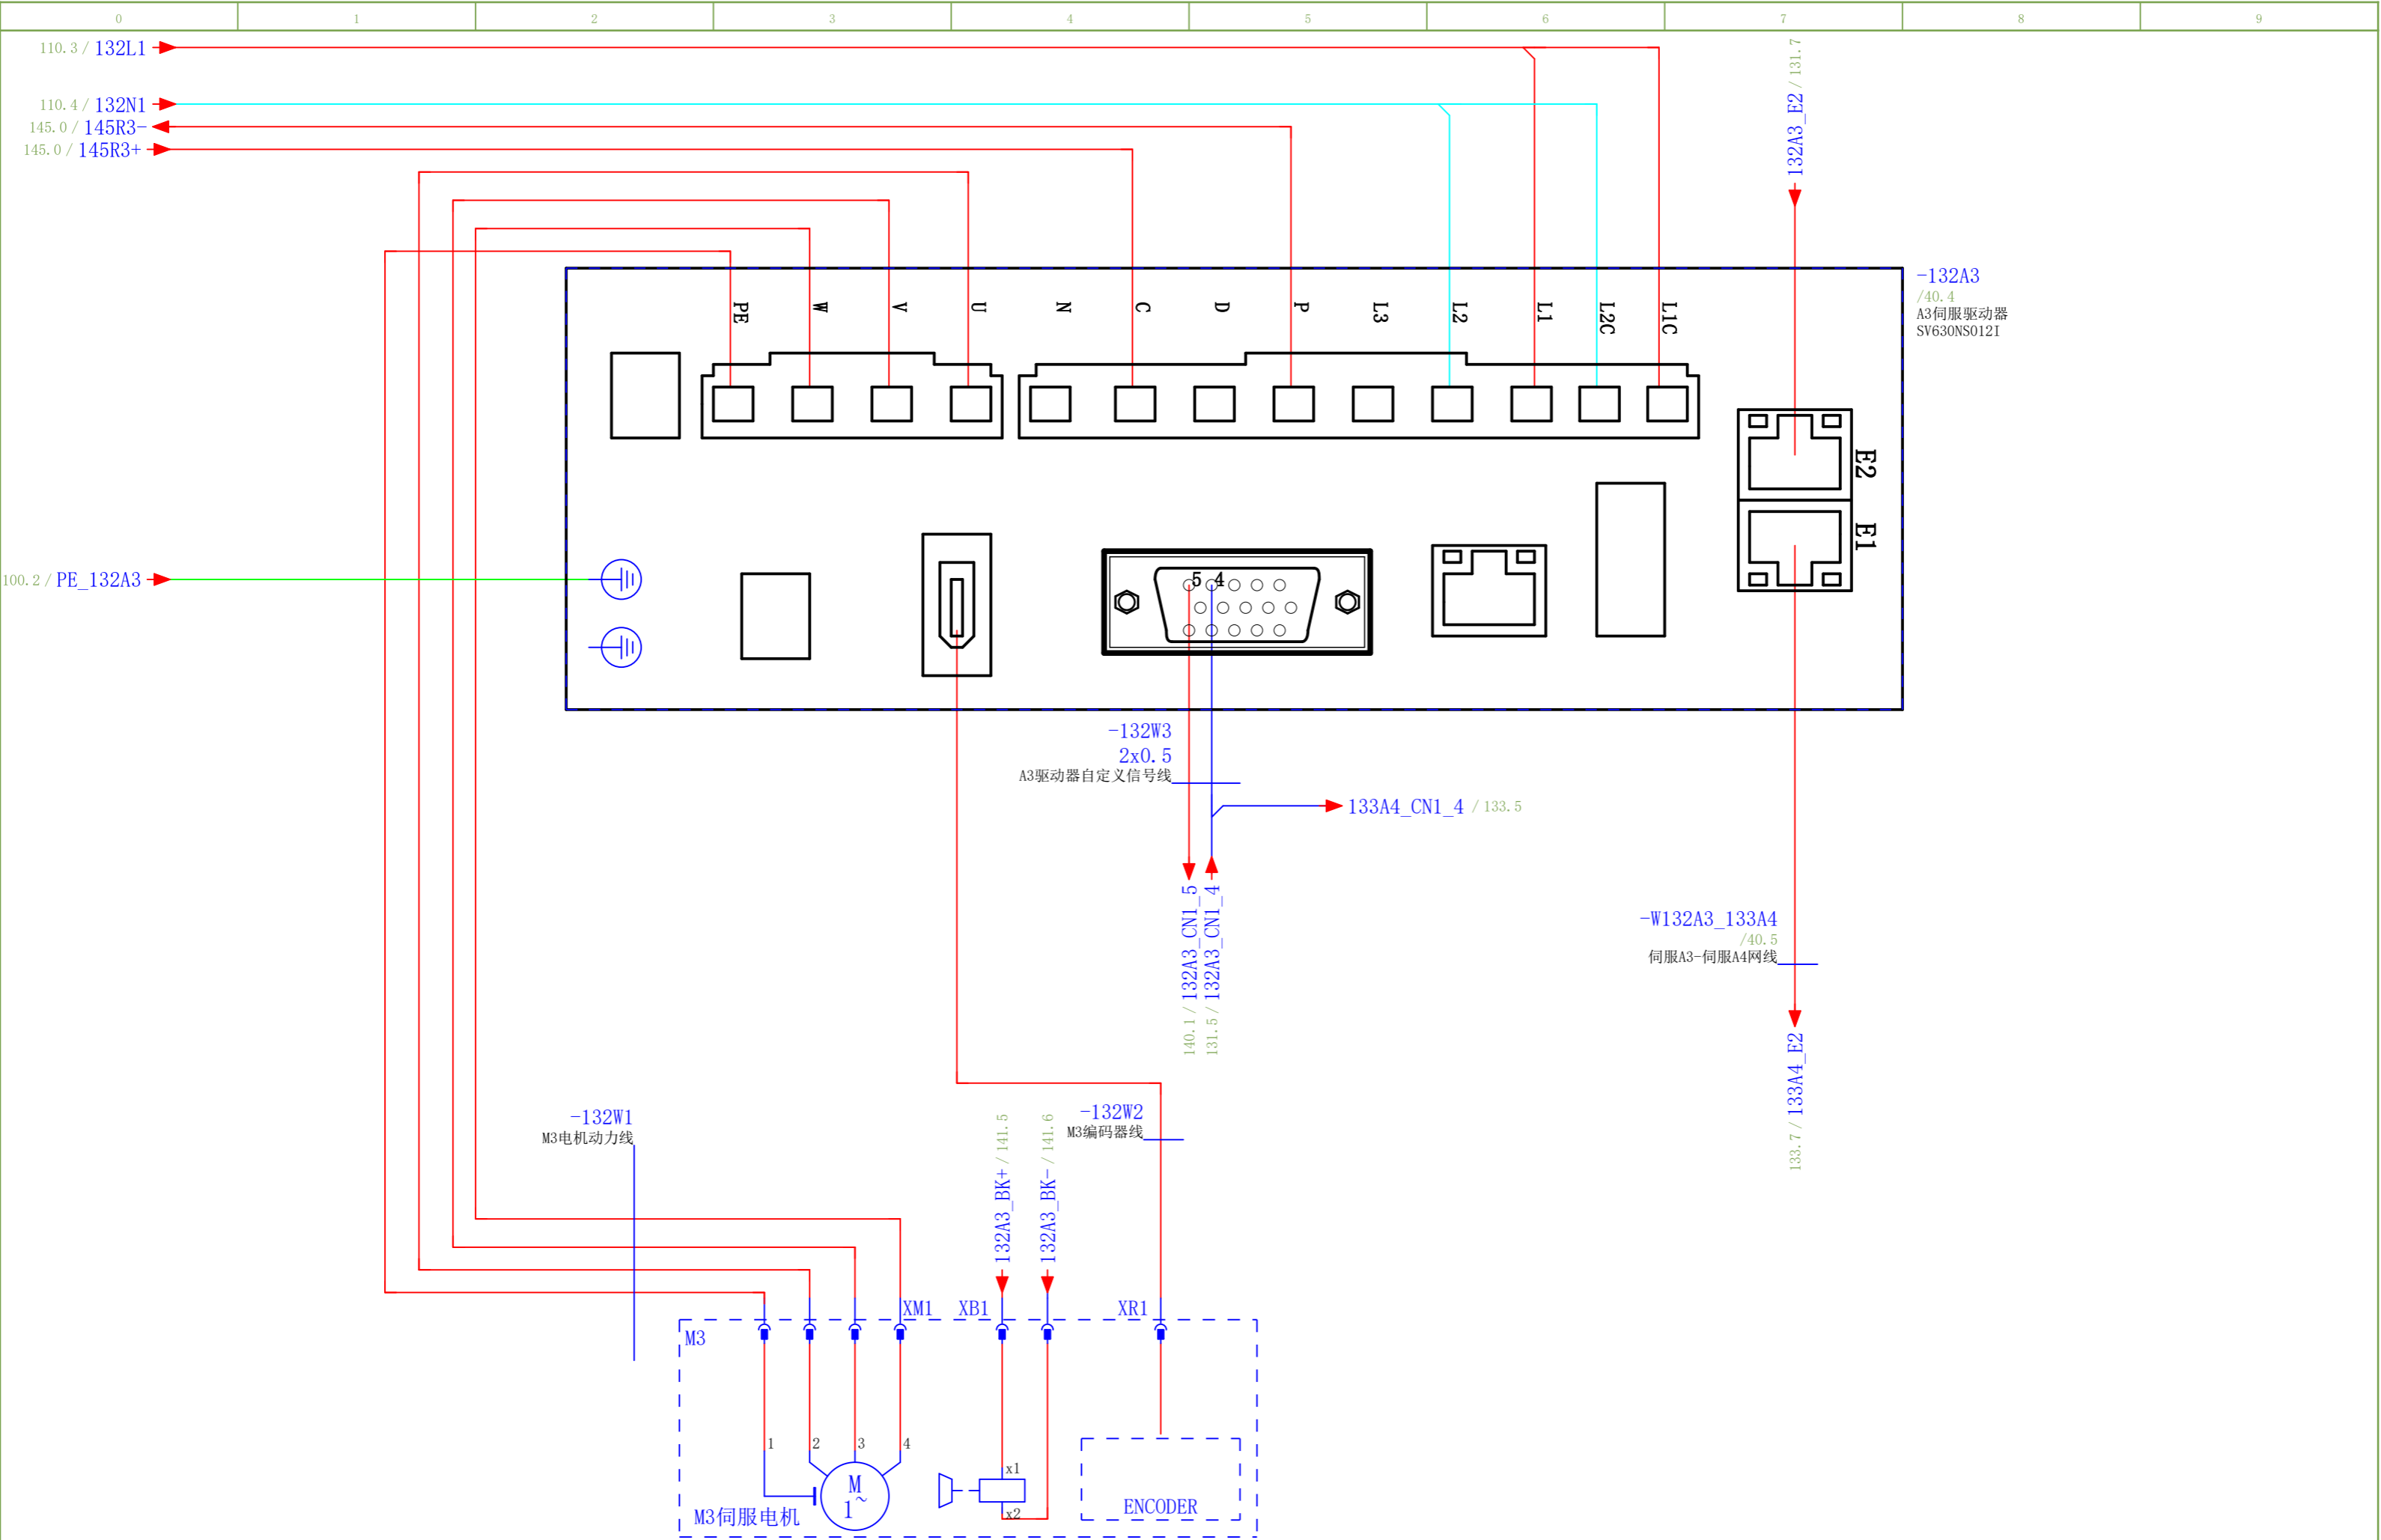 0 1 2 3 4 5 6 7 8 9
110.3 / 132L1
110.4 / 132N1
145.0 / 145R3-
145.0 / 145R3+
132A3_E2 / 131.7
-132A3
/40.4
A3伺服驱动器
SV630NS012I
PE W V U N C D P L3 L2 L1 L2C L1C
E2
E1
100.2 / PE_132A3
5 4
-132W3
2x0.5
A3驱动器自定义信号线
133A4_CN1_4 / 133.5
140.1 / 132A3_CN1_5
131.5 / 132A3_CN1_4
-W132A3_133A4
/40.5
伺服A3-伺服A4网线
133.7 / 133A4_E2
-132W1
M3电机动力线
132A3_BK+ / 141.5
132A3_BK- / 141.6
-132W2
M3编码器线
XM1 XB1 XR1
M3
1 2 3 4
x1
M
1~
x2
M3伺服电机
ENCODER